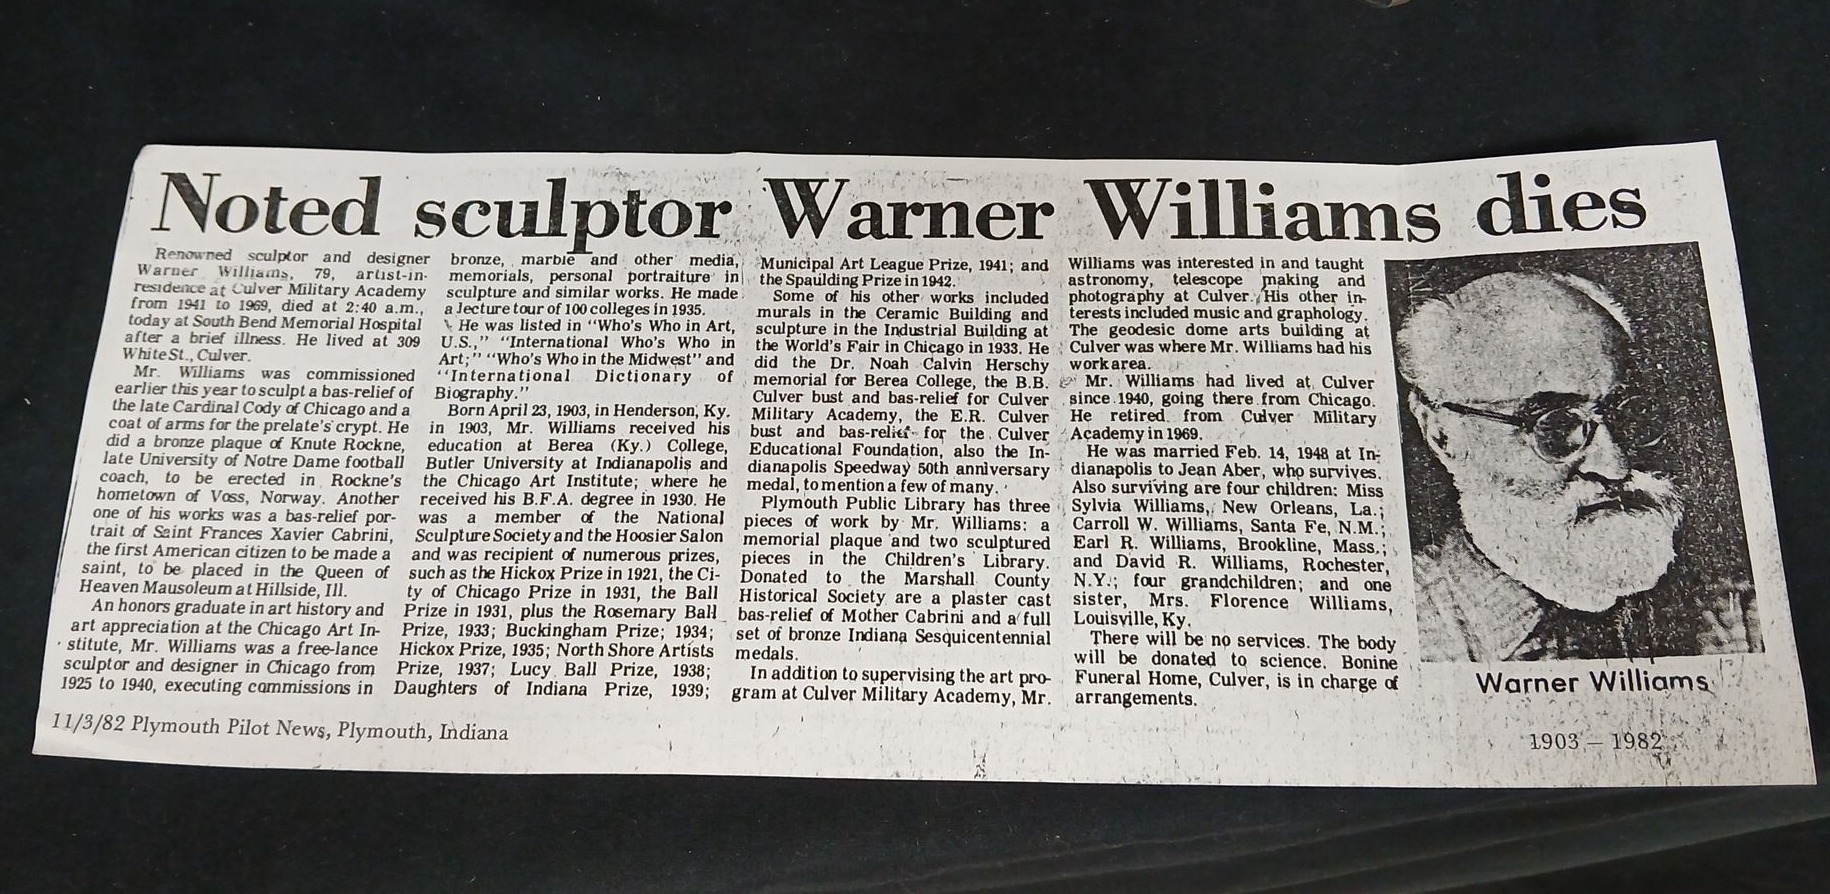 Noted sculptor Warner Williams dies
Renowned sculptor and designer
Warner Williams, 79, artist-in-
residence at Culver Military Academy
from 1941 to 1969, died at 2:40 a.m.,
today at South Bend Memorial Hospital
after a brief illness. He lived at 309
White St., Culver.
Mr. Williams was commissioned
earlier this year to sculpt a bas-relief of
the late Cardinal Cody of Chicago and a
coat of arms for the prelate's crypt. He
did a bronze plaque of Knute Rockne,
late University of Notre Dame football
coach, to be erected in Rockne's
hometown of Voss, Norway. Another
one of his works was a bas-relief por-
trait of Saint Frances Xavier Cabrini,
the first American citizen to be made a
saint, to be placed in the Queen of
Heaven Mausoleum at Hillside, Ill.
An honors graduate in art history and
art appreciation at the Chicago Art In-
stitute, Mr. Williams was a free-lance
sculptor and designer in Chicago from
1925 to 1940, executing commissions in
bronze, marble and other media,
memorials, personal portraiture in
sculpture and similar works. He made
a lecture tour of 100 colleges in 1935.
He was listed in "Who's Who in Art,
U.S.," "International Who's Who in
Art;" "Who's Who in the Midwest" and
"International Dictionary of
Biography."
Born April 23, 1903, in Henderson, Ky.
in 1903, Mr. Williams received his
education at Berea (Ky.) College,
Butler University at Indianapolis and
the Chicago Art Institute; where he
received his B.F.A. degree in 1930. He
was a member of the National
Sculpture Society and the Hoosier Salon
and was recipient of numerous prizes,
such as the Hickox Prize in 1921, the Ci-
ty of Chicago Prize in 1931, the Ball
Prize in 1931, plus the Rosemary Ball
Prize, 1933; Buckingham Prize; 1934;
Hickox Prize, 1935; North Shore Artists
Prize, 1937; Lucy Ball Prize, 1938;
Daughters of Indiana Prize, 1939;
Municipal Art League Prize, 1941; and
the Spaulding Prize in 1942.
Some of his other works included
murals in the Ceramic Building and
sculpture in the Industrial Building at
the World's Fair in Chicago in 1933. He
did the Dr. Noah Calvin Herschy
memorial for Berea College, the B.B.
Culver bust and bas-relief for Culver
Military Academy, the E.R. Culver
bust and bas-relief for the Culver
Educational Foundation, also the In-
dianapolis Speedway 50th anniversary
medal, to mention a few of many.
Plymouth Public Library has three
pieces of work by Mr. Williams: a
memorial plaque and two sculptured
pieces in the Children's Library.
Donated to the Marshall County
Historical Society are a plaster cast
bas-relief of Mother Cabrini and a full
set of bronze Indiana Sesquicentennial
medals.
In addition to supervising the art pro-
gram at Culver Military Academy, Mr.
Williams was interested in and taught
astronomy, telescope making and
photography at Culver. His other in-
terests included music and graphology.
The geodesic dome arts building at
Culver was where Mr. Williams had his
workarea.
Mr. Williams had lived at Culver
since 1940, going there from Chicago.
He retired from Culver Military
Academy in 1969.
He was married Feb. 14, 1948 at In-
dianapolis to Jean Aber, who survives.
Also surviving are four children: Miss
Sylvia Williams, New Orleans, La.;
Carroll W. Williams, Santa Fe, N.M.;
Earl R. Williams, Brookline, Mass.;
and David R. Williams, Rochester,
N.Y.; four grandchildren; and one
sister, Mrs. Florence Williams,
Louisville, Ky.
There will be no services. The body
will be donated to science. Bonine
Funeral Home, Culver, is in charge of
arrangements.
Warner Williams
1903 – 1982
11/3/82 Plymouth Pilot News, Plymouth, Indiana